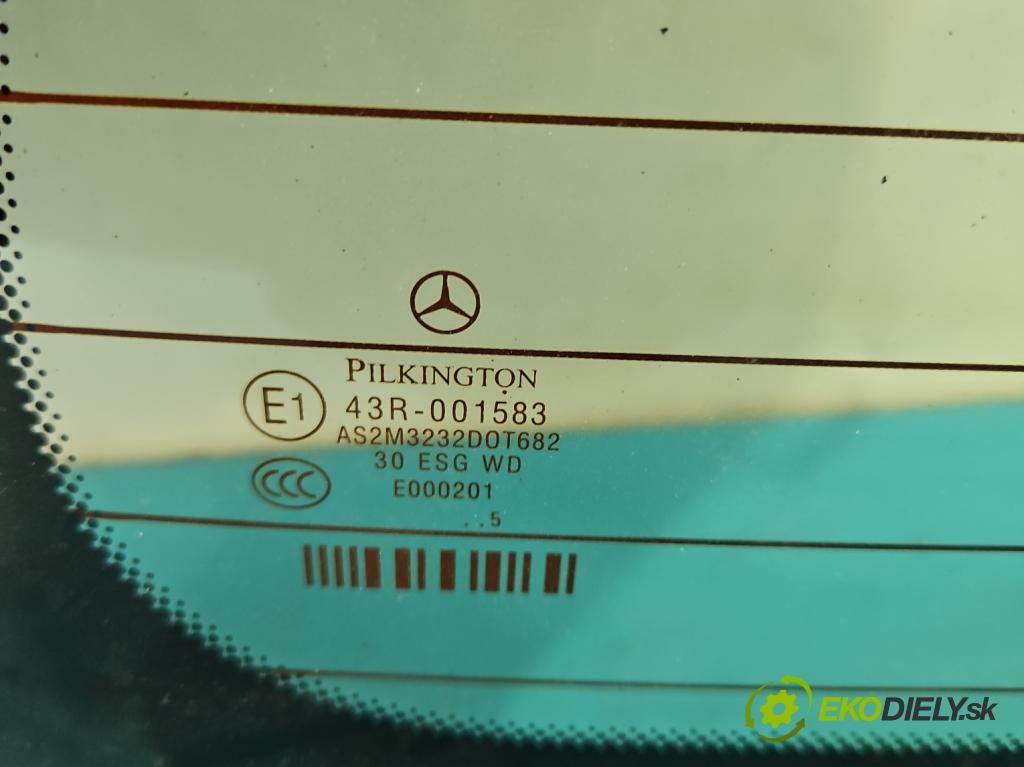 PILKINGTON
E1
43R-001583
AS2M3232DOT682
30 ESG WD
CCC
E000201
..5
EKODIELY.sk